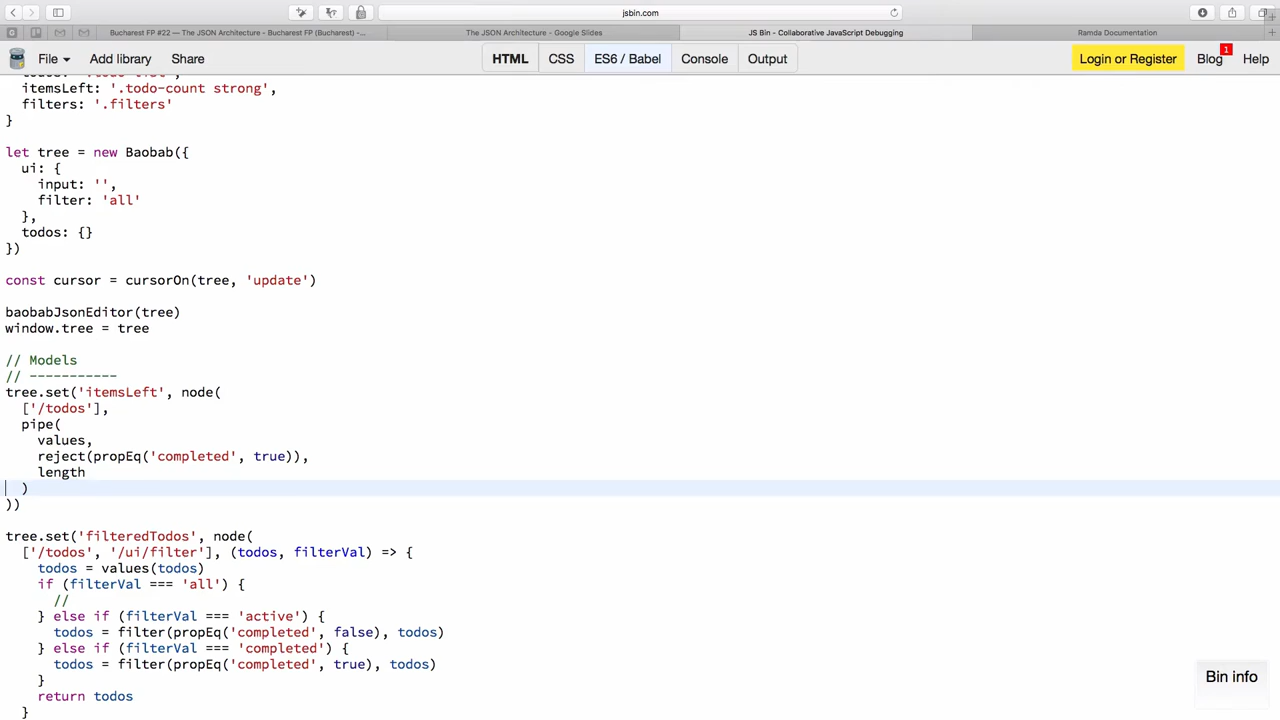 jsbin.com
Bucharest FP #22 — The JSON Architecture - Bucharest FP (Bucharest) -...
The JSON Architecture - Google Slides
JS Bin - Collaborative JavaScript Debugging
Ramda Documentation
File
Add library
Share
HTML
CSS
ES6 / Babel
Console
Output
Login or Register
Blog
1
Help
itemsLeft: '.todo-count strong',
filters: '.filters'
}
let tree = new Baobab({
ui: {
input: '',
filter: 'all'
},
todos: {}
})
const cursor = cursorOn(tree, 'update')
baobabJsonEditor(tree)
window.tree = tree
// Models
// -----------
tree.set('itemsLeft', node(
['/todos'],
pipe(
values,
reject(propEq('completed', true)),
length
)
))
tree.set('filteredTodos', node(
['/todos', '/ui/filter'], (todos, filterVal) => {
todos = values(todos)
if (filterVal === 'all') {
//
} else if (filterVal === 'active') {
todos = filter(propEq('completed', false), todos)
} else if (filterVal === 'completed') {
todos = filter(propEq('completed', true), todos)
}
return todos
}
Bin info